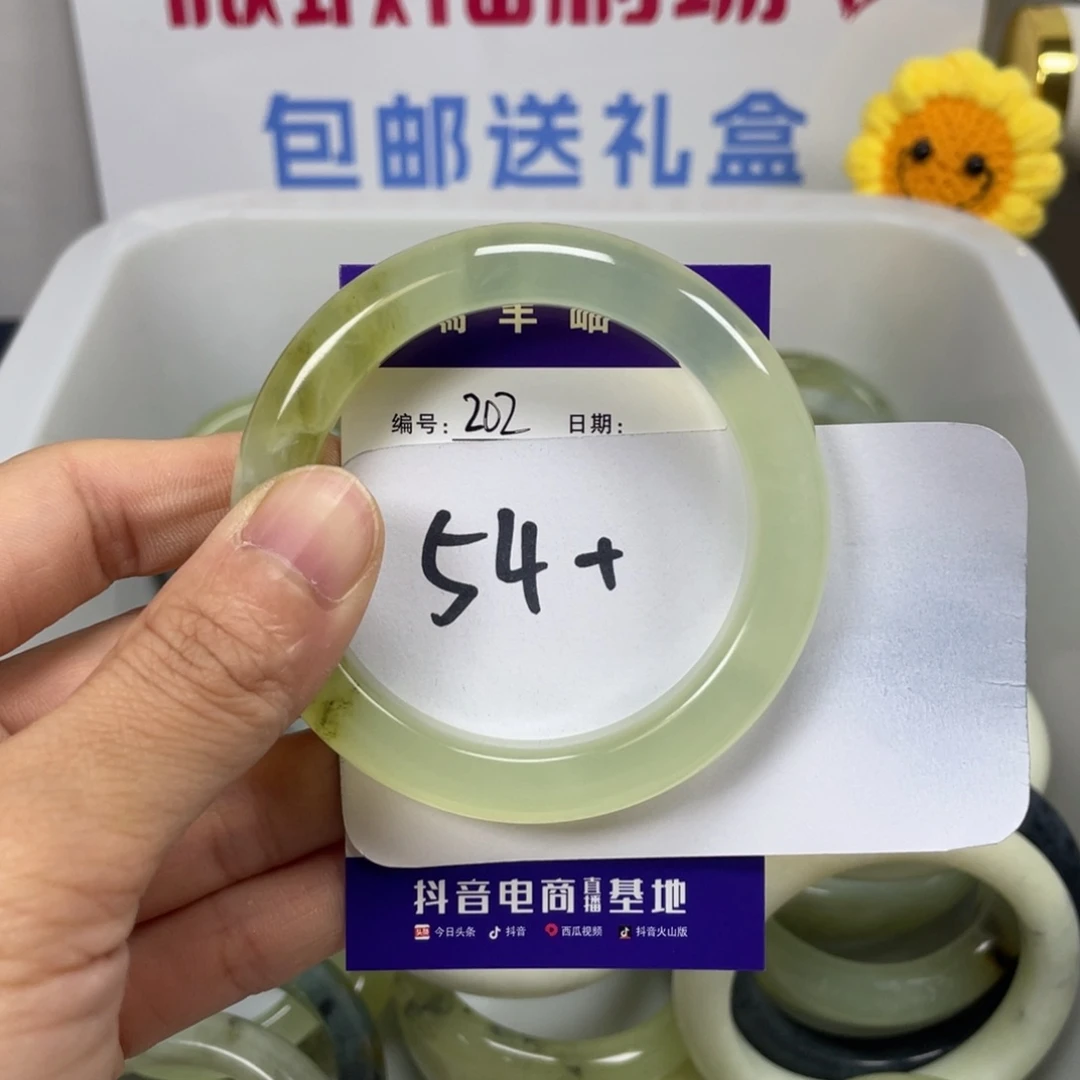 包邮送礼盒
编号: 202 日期:
54+
抖音电商直播基地
今日头条 抖音 西瓜视频 抖音火山版